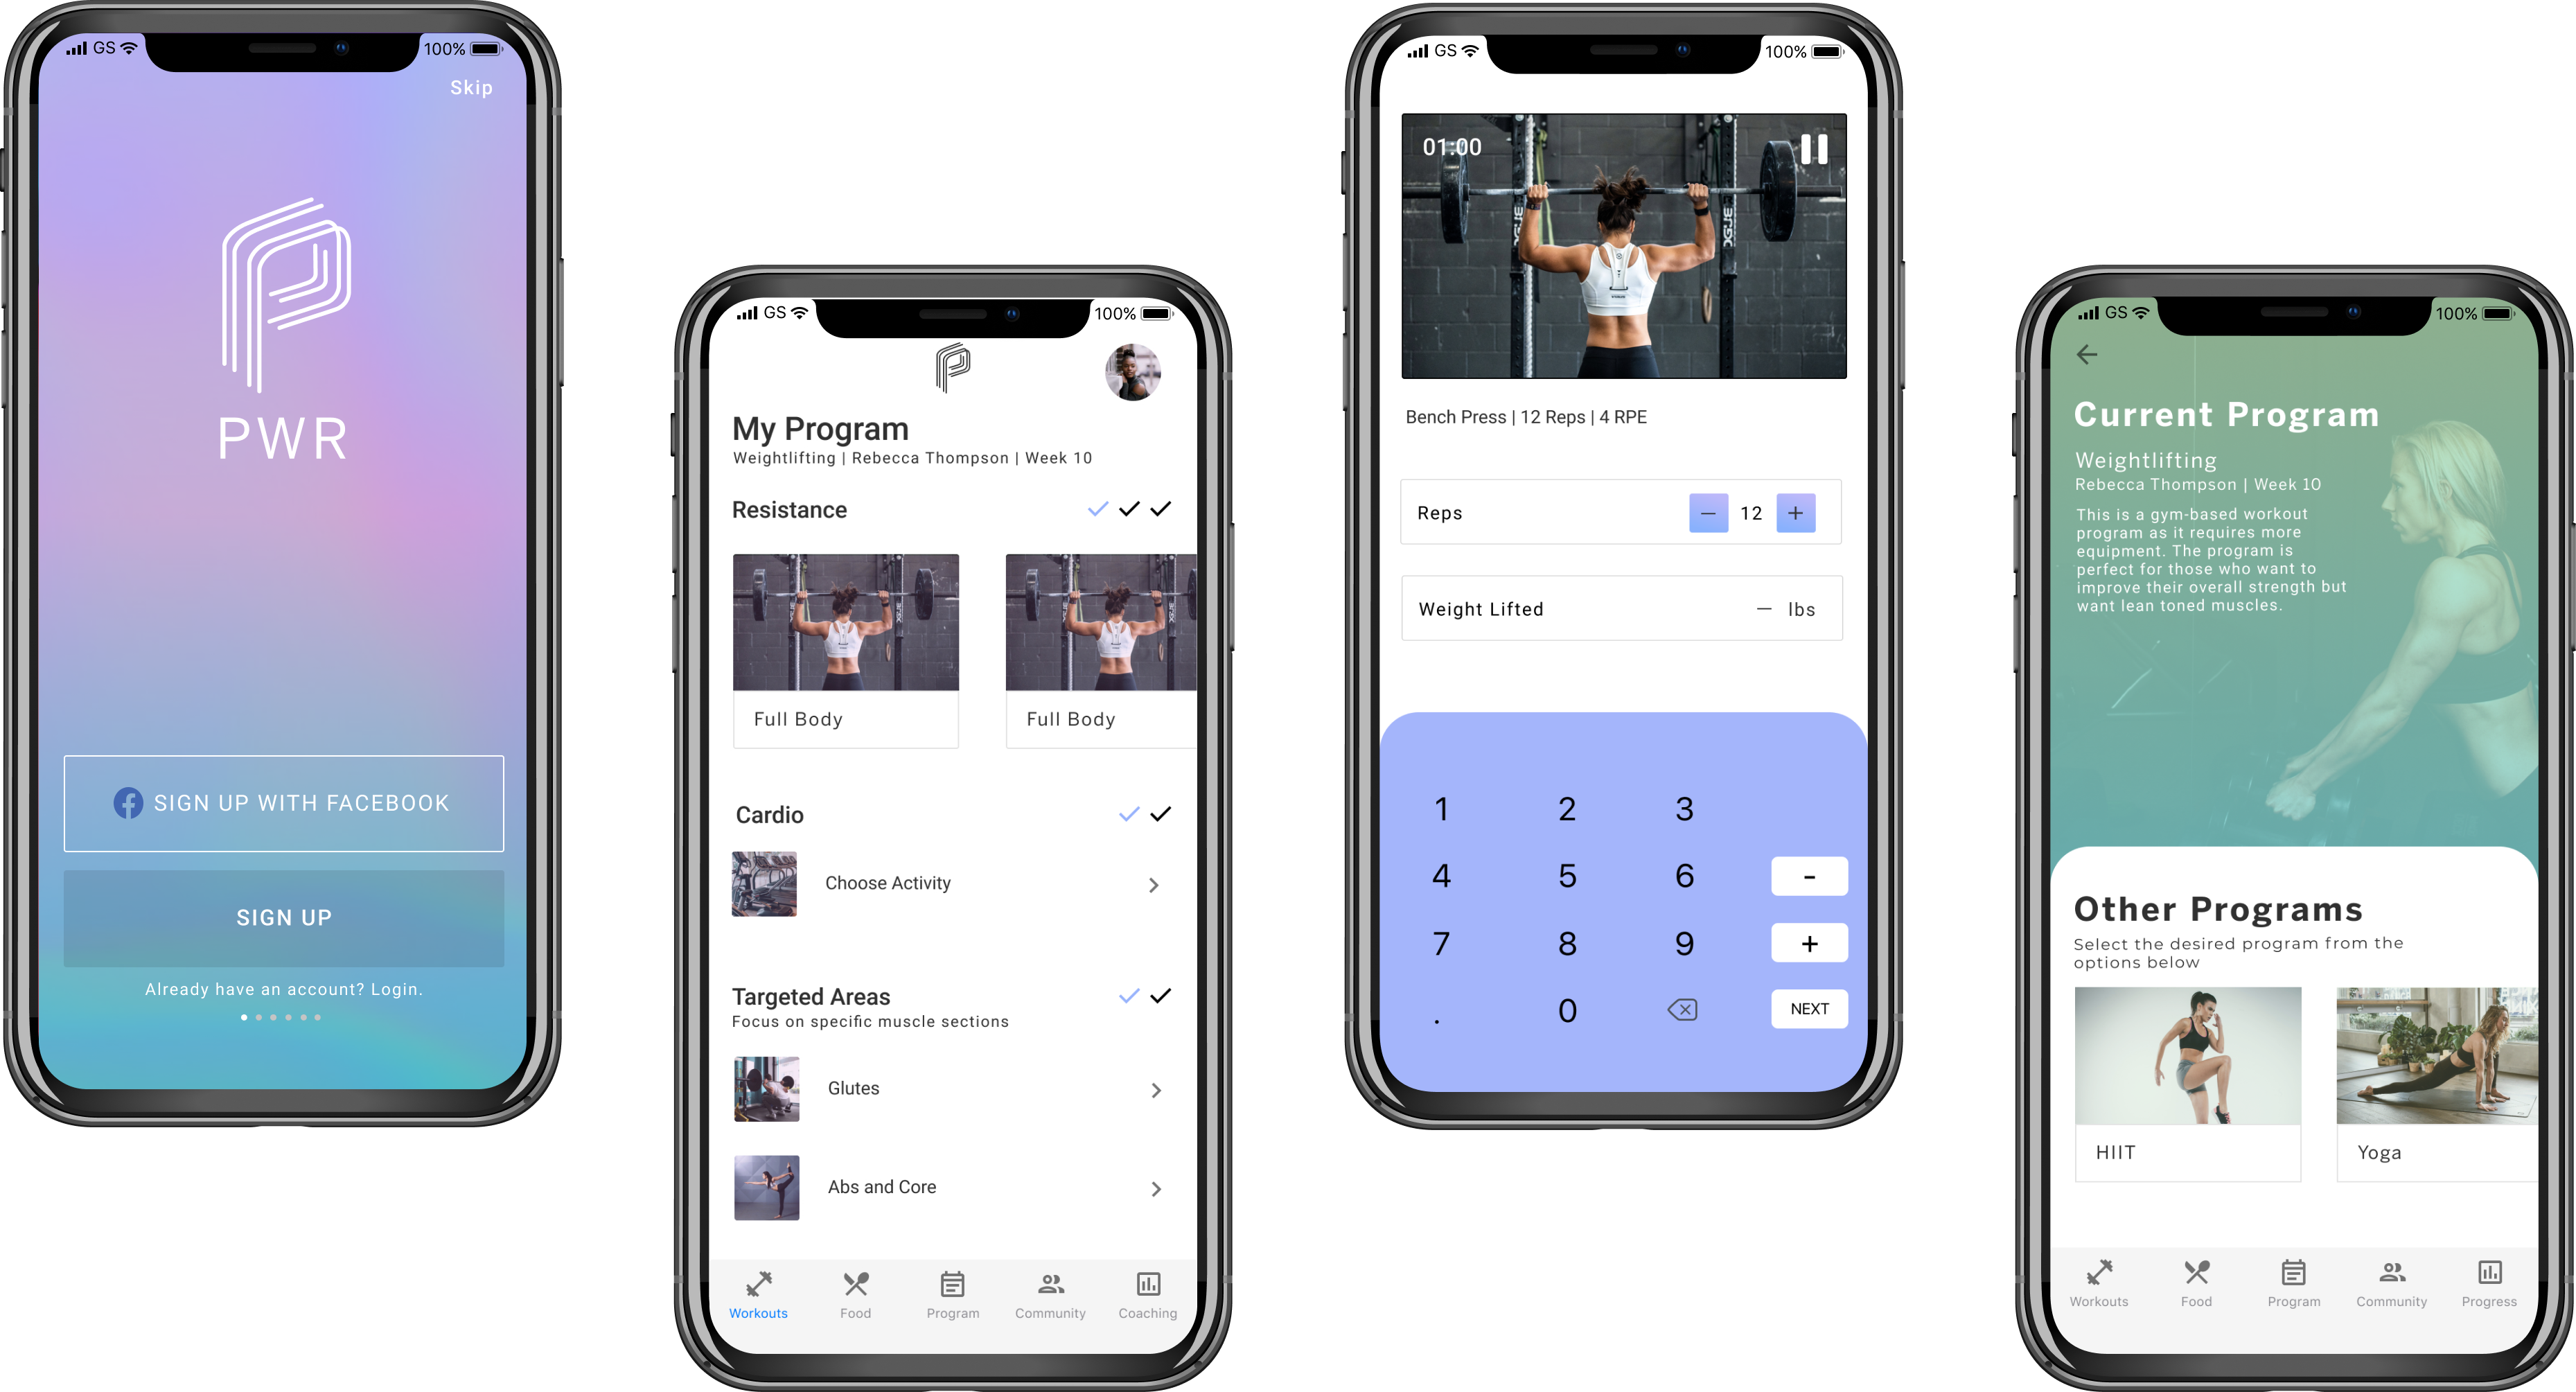 GS 100%
Skip
PWR
SIGN UP WITH FACEBOOK
SIGN UP
Already have an account? Login.
GS 100%
My Program
Weightlifting | Rebecca Thompson | Week 10
Resistance
Full Body Full Body
Cardio
Choose Activity
Targeted Areas
Focus on specific muscle sections
Glutes
Abs and Core
Workouts Food Program Community Coaching
GS 100%
01:00
Bench Press | 12 Reps | 4 RPE
Reps − 12 +
Weight Lifted — lbs
1 2 3
4 5 6 -
7 8 9 +
. 0 NEXT
GS 100%
Current Program
Weightlifting
Rebecca Thompson | Week 10
This is a gym-based workout
program as it requires more
equipment. The program is
perfect for those who want to
improve their overall strength but
want lean toned muscles.
Other Programs
Select the desired program from the
options below
HIIT Yoga
Workouts Food Program Community Progress